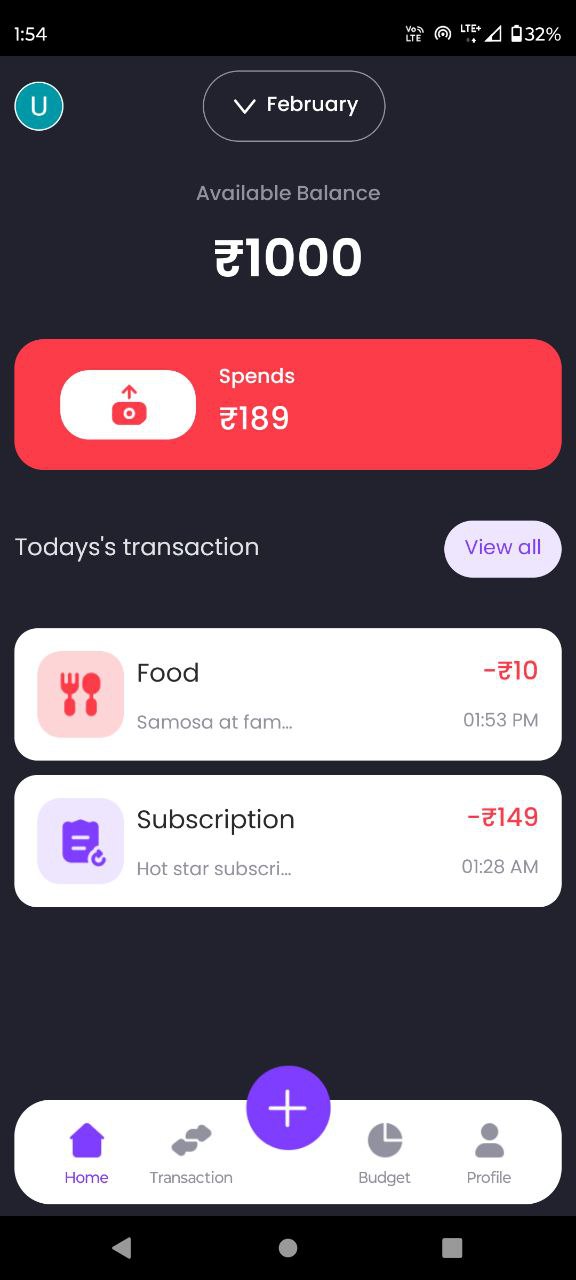 1:54
Vo
LTE
LTE+
32%
U
February
Available Balance
₹1000
Spends
₹189
Todays's transaction
View all
Food
-₹10
Samosa at fam...
01:53 PM
Subscription
-₹149
Hot star subscri...
01:28 AM
Home
Transaction
Budget
Profile